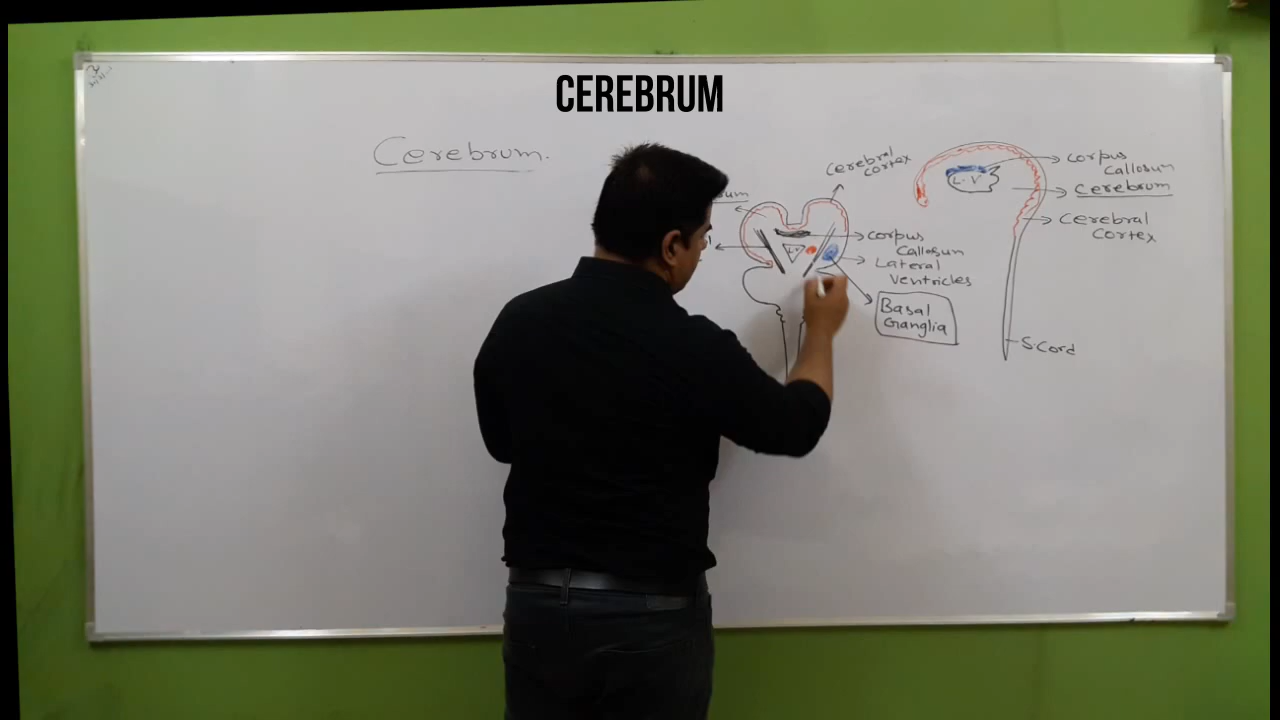 CEREBRUM
Cerebrum.
cerebral
cortex
corpus
callosum
Lateral
Ventricles
Basal
Ganglia
L.V
corpus
callosum
Cerebrum
Cerebral
cortex
S.Cord